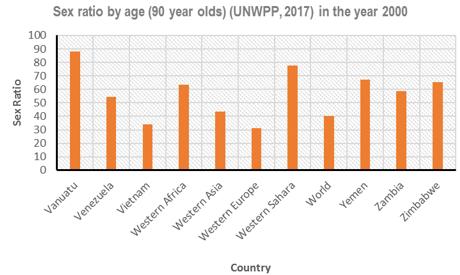 Sex ratio by age (90 year olds) (UNWPP, 2017) in the year 2000
Sex Ratio
100
90
80
70
60
50
40
30
20
10
0
Vanuatu
Venezuela
Vietnam
Western Africa
Western Asia
Western Europe
Western Sahara
World
Yemen
Zambia
Zimbabwe
Country